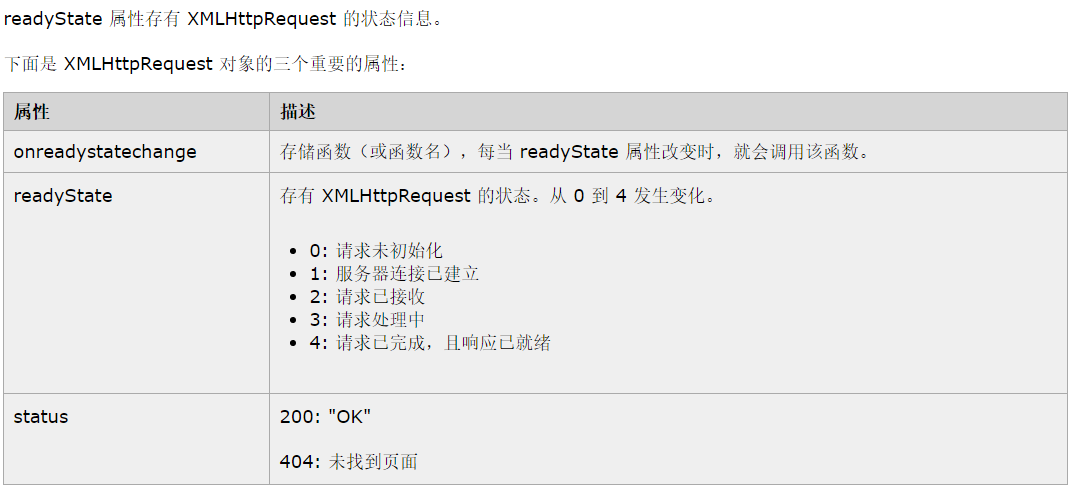 readyState 属性存有 XMLHttpRequest 的状态信息。
下面是 XMLHttpRequest 对象的三个重要的属性：
属性 描述
onreadystatechange 存储函数（或函数名），每当 readyState 属性改变时，就会调用该函数。
readyState 存有 XMLHttpRequest 的状态。从 0 到 4 发生变化。
• 0: 请求未初始化
• 1: 服务器连接已建立
• 2: 请求已接收
• 3: 请求处理中
• 4: 请求已完成，且响应已就绪
status 200: "OK"
404: 未找到页面